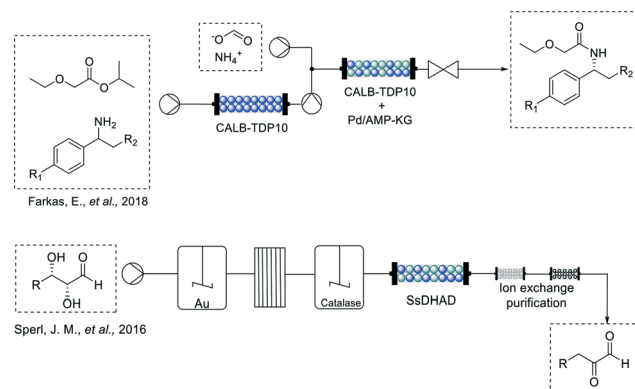 O
-O
O
NH4+
O
O
O
NH2
R2
R1
CALB-TDP10
CALB-TDP10
+
Pd/AMP-KG
O
O
HN
R2
R1
Farkas, E., et al., 2018
OH
O
R
H
OH
Au
Catalase
SsDHAD
Ion exchange
purification
Sperl, J. M., et al., 2016
O
R
H
O